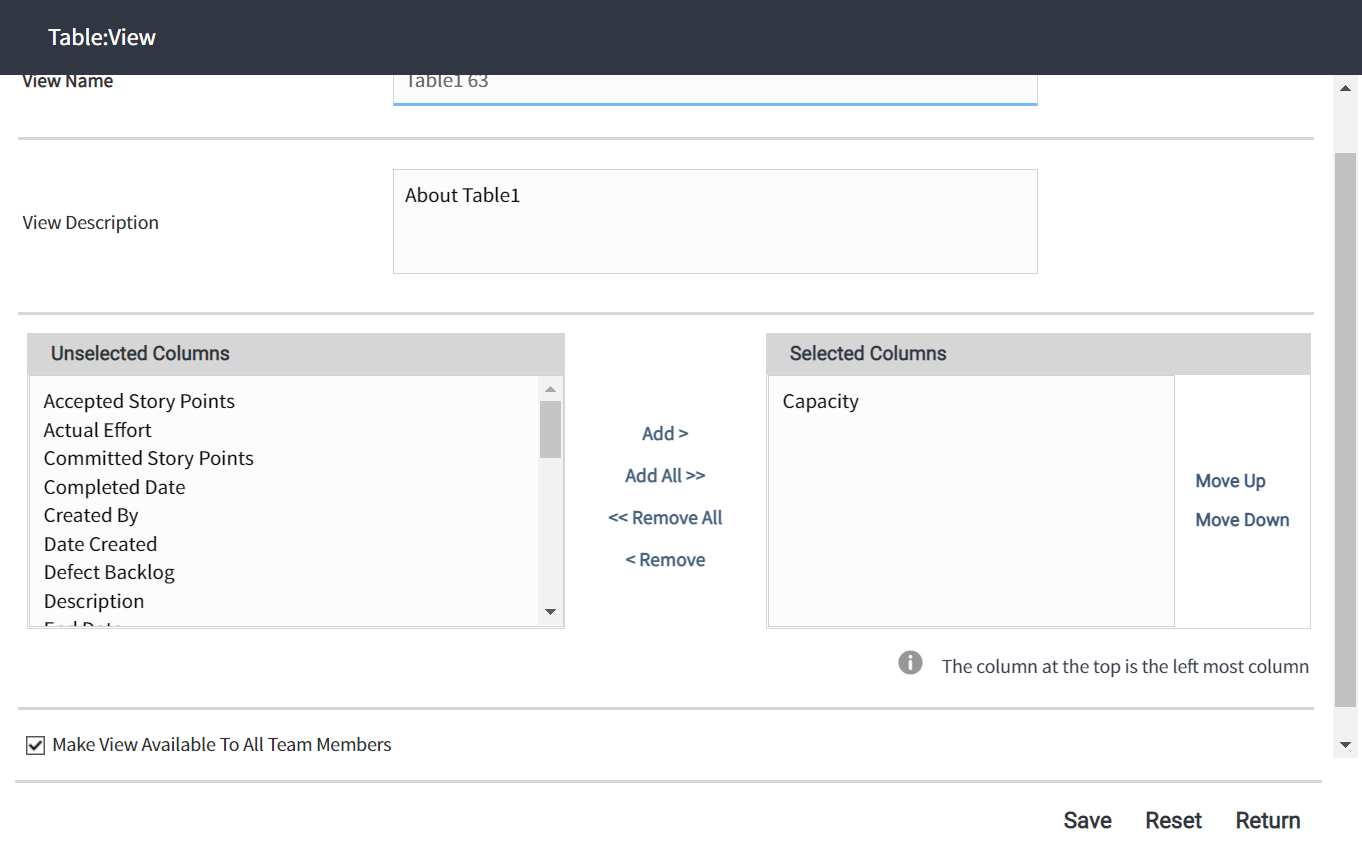 Table:View
View Name
Table1 63
View Description
About Table1
Unselected Columns
Accepted Story Points
Actual Effort
Committed Story Points
Completed Date
Created By
Date Created
Defect Backlog
Description
End Date
Add >
Add All >>
<< Remove All
< Remove
Selected Columns
Capacity
Move Up
Move Down
The column at the top is the left most column
Make View Available To All Team Members
Save
Reset
Return